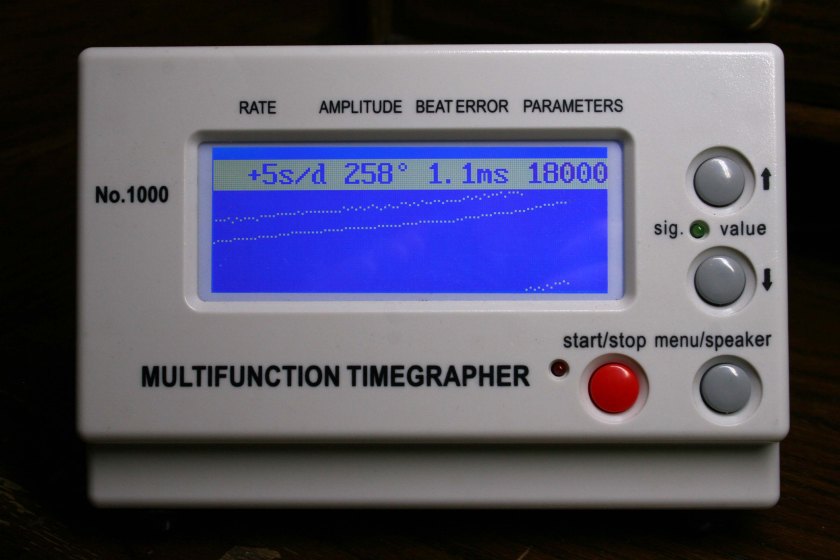 RATE AMPLITUDE BEAT ERROR PARAMETERS
No.1000
+5s/d 258° 1.1ms 18000
sig. value
start/stop menu/speaker
MULTIFUNCTION TIMEGRAPHER